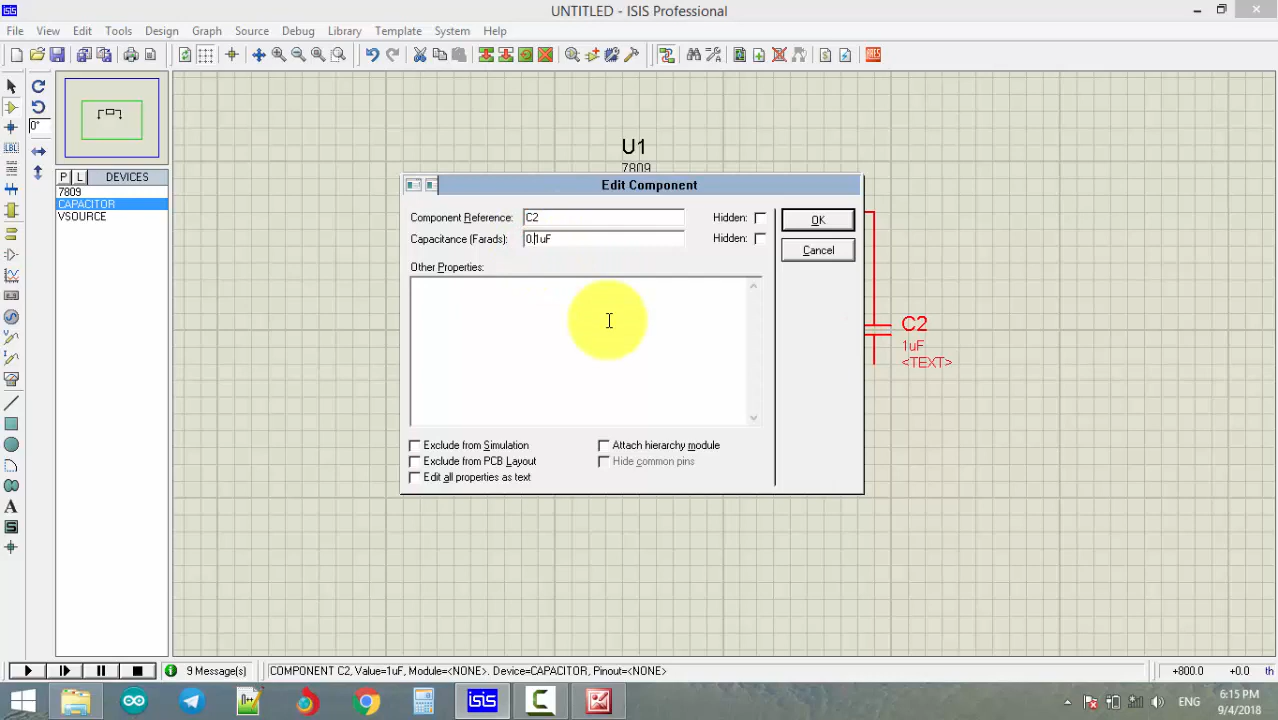 isis
UNTITLED - ISIS Professional
File View Edit Tools Design Graph Source Debug Library Template System Help
0°
LBL
P L DEVICES
7809
CAPACITOR
VSOURCE
U1
7809
Edit Component
Component Reference: C2 Hidden: OK
Capacitance (Farads): 0.1uF Hidden:
Cancel
Other Properties:
C2
1uF
<TEXT>
Exclude from Simulation Attach hierarchy module
Exclude from PCB Layout Hide common pins
Edit all properties as text
A
S
9 Message(s) COMPONENT C2, Value=1uF, Module=<NONE>. Device=CAPACITOR, Pinout=<NONE> +800.0 +0.0 th
isis ENG 6:15 PM
9/4/2018